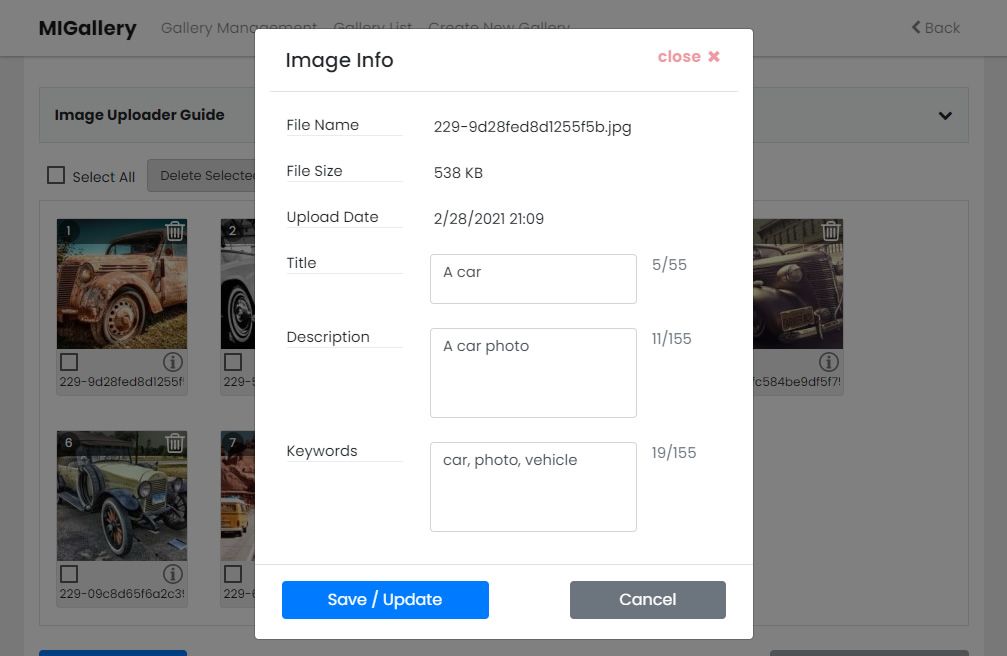 MIGallery Gallery Management Gallery List Create New Gallery Back
Image Info close ✖
Image Uploader Guide
File Name 229-9d28fed8d1255f5b.jpg
Select All Delete Selected
File Size 538 KB
Upload Date 2/28/2021 21:09
1 2
Title A car 5/55
Description A car photo 11/155
229-9d28fed8d1255f 229- fc584be9df5f7
6 7
Keywords car, photo, vehicle 19/155
229-09c8d65f6a2c3 229-
Save / Update Cancel